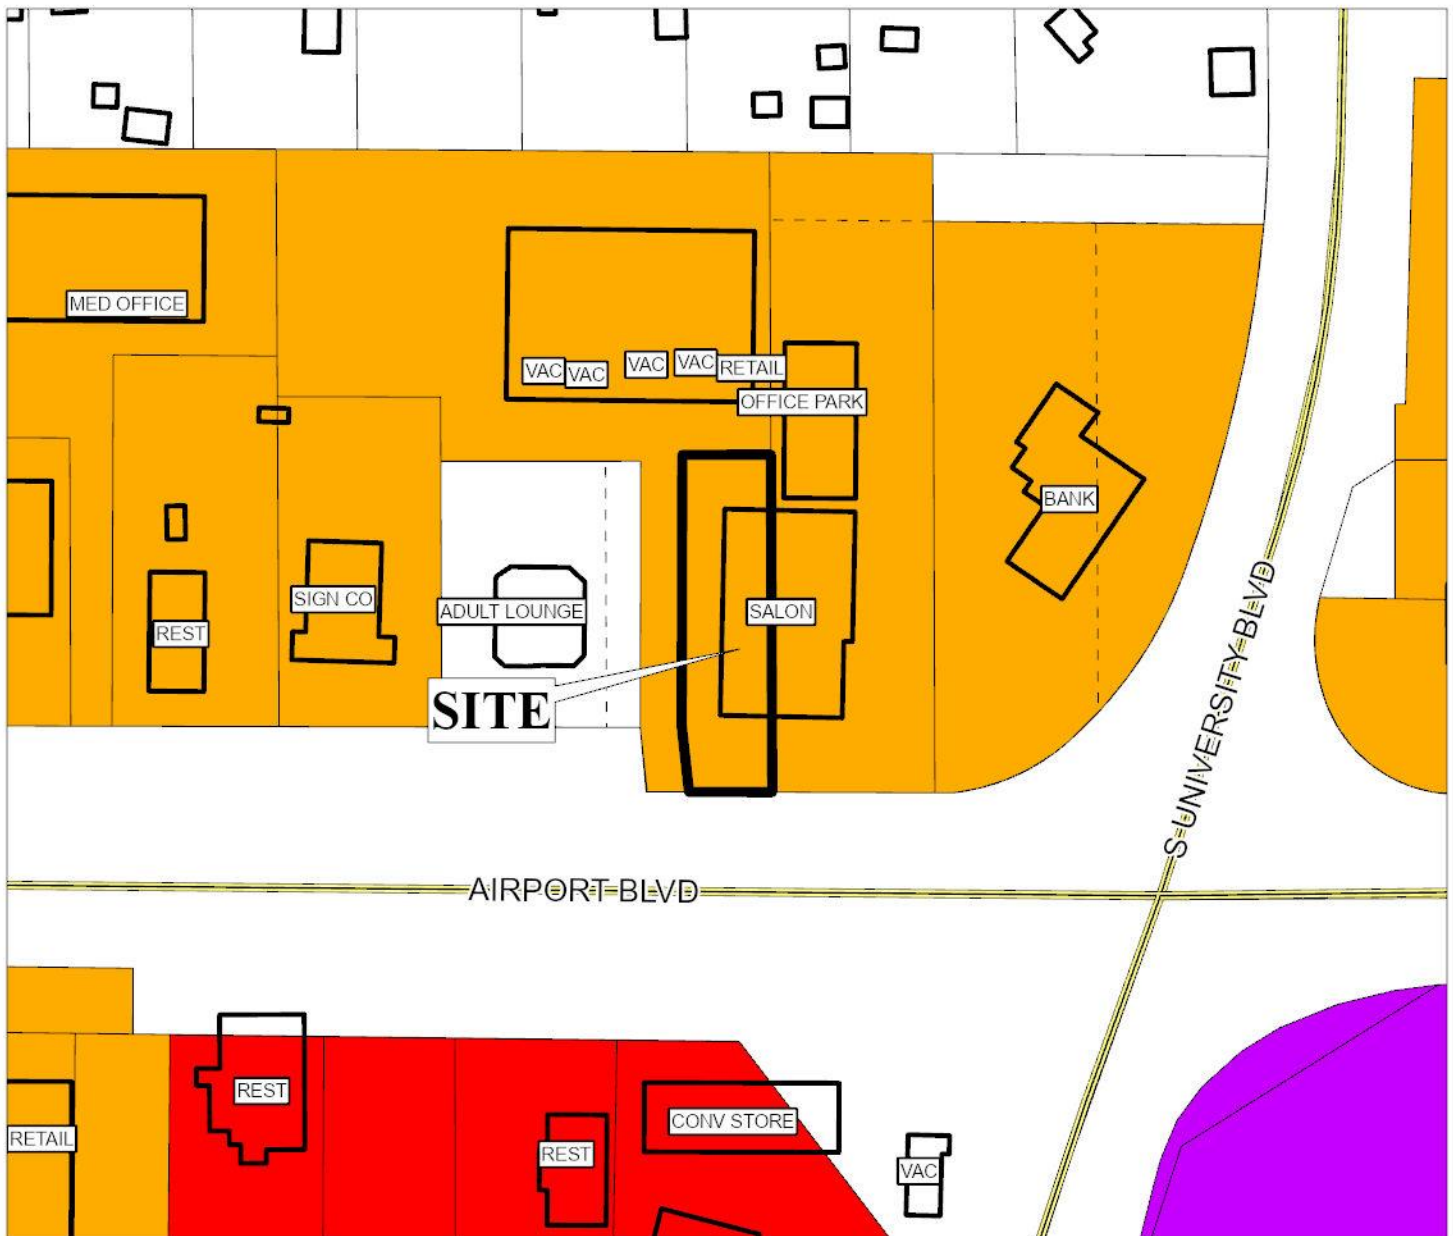 MED OFFICE
VAC
VAC
VAC
VAC
RETAIL
OFFICE PARK
BANK
SIGN CO
ADULT LOUNGE
SALON
REST
SITE
S UNIVERSITY BLVD
AIRPORT BLVD
REST
CONV STORE
RETAIL
REST
VAC